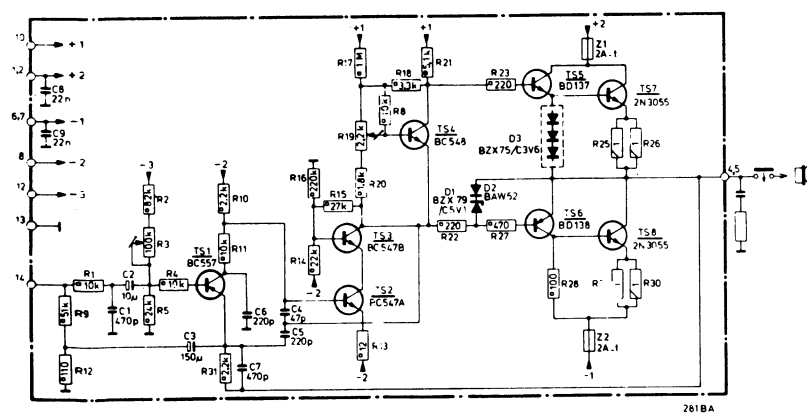 10 +1
1,2 +2
C8
22n
6,7 -1
C9
22n
8 -2
12
13
14
R1
10k
C2
10µ
C1
470p
R9
51k
R12
110
-3
R2
8,2k
R3
100k
R4
10k
R5
24k
C3
150µ
-2
R10
2,2k
R11
10k
TS1
BC557
C6
220p
R31
2,2k
C7
470p
C4
47p
C5
220p
R16
220k
R15
27k
R14
22k
-2
+1
R17
1M
R18
3,3k
R8
10k
R19
2,2k
R20
1,8k
TS3
BC547B
TS2
BC547A
12
-2
+1
R21
5,1k
TS4
BC548
R23
220
D1
BZX79
/C5V1
D2
BAW62
220
R22
470
R27
D3
BZX75/C3V6
+2
Z1
TS5
BD137
TS7
2N3055
R25
R26
TS6
BD138
TS8
2N3055
100
R28
R30
Z2
-1
4,5
281BA